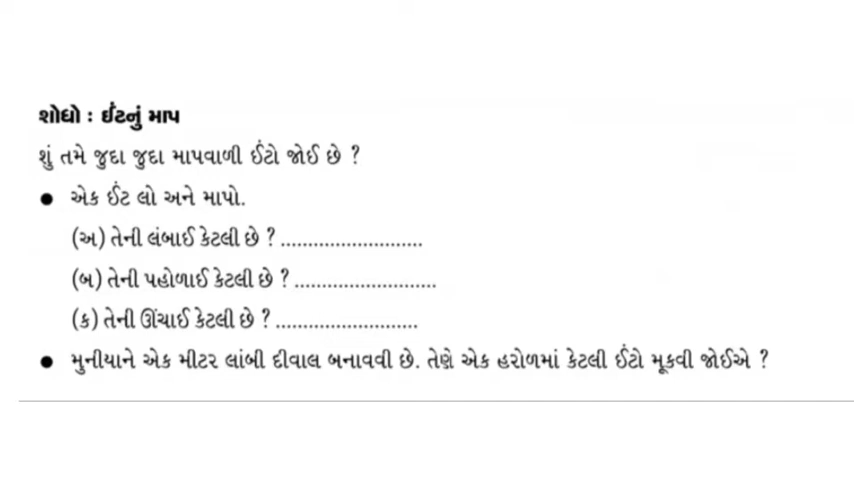 શોધો : ઈંટનું માપ
શું તમે જુદા જુદા માપવાળી ઈંટો જોઈ છે ?
● એક ઈંટ લો અને માપો.
(અ) તેની લંબાઈ કેટલી છે ? .........................
(બ) તેની પહોળાઈ કેટલી છે ? .........................
(ક) તેની ઊંચાઈ કેટલી છે ? .........................
● મુનીયાને એક મીટર લાંબી દીવાલ બનાવવી છે. તેણે એક હરોળમાં કેટલી ઈંટો મૂકવી જોઈએ ?